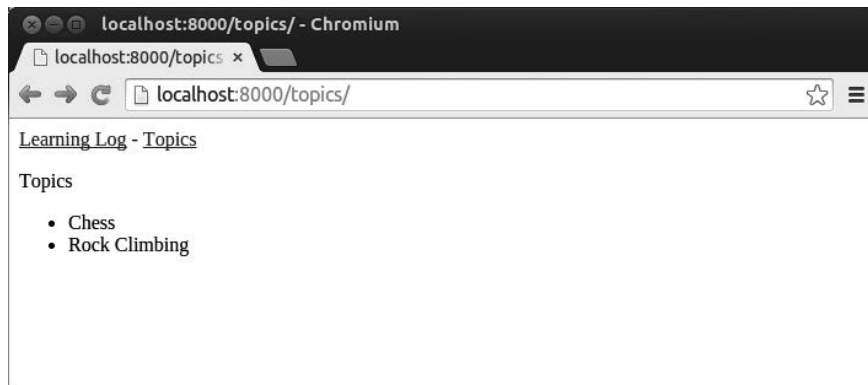 localhost:8000/topics/ - Chromium
localhost:8000/topics
localhost:8000/topics/
Learning Log - Topics
Topics
• Chess
• Rock Climbing